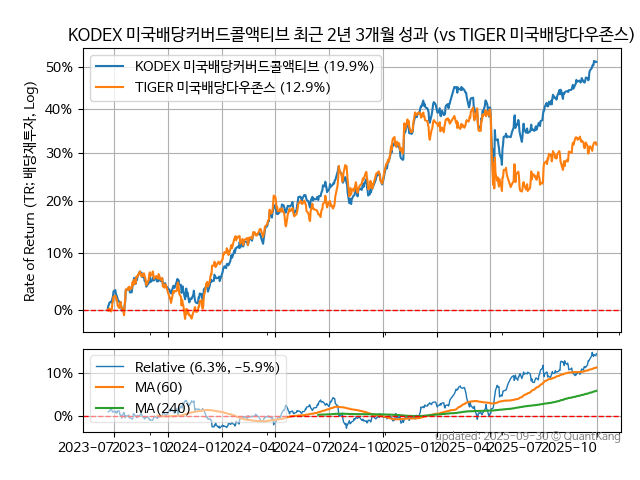 KODEX 미국배당커버드콜액티브 최근 2년 3개월 성과 (vs TIGER 미국배당다우존스)
KODEX 미국배당커버드콜액티브 (19.9%)
TIGER 미국배당다우존스 (12.9%)
Rate of Return (TR: 배당재투자, Log)
50%
40%
30%
20%
10%
0%
Relative (6.3%, -5.9%)
MA(60)
MA(240)
10%
0%
2023-07 2023-10 2024-01 2024-04 2024-07 2024-10 2025-01 2025-04 2025-07 2025-10
updated: 2025-09-30 © QuantKang